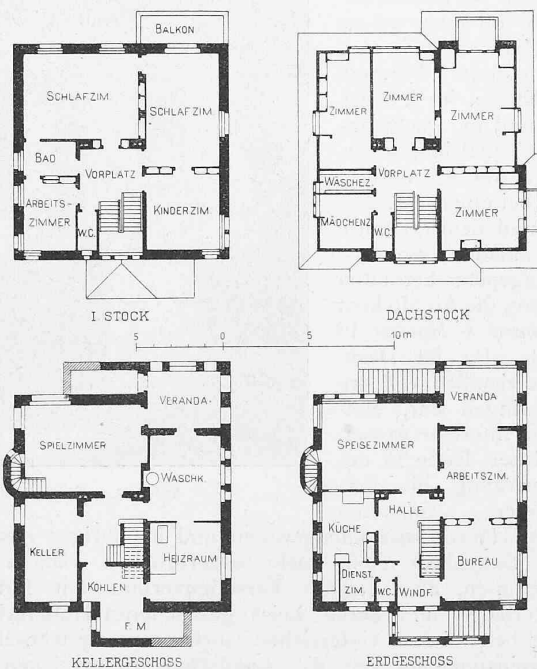 BALKON
SCHLAFZIM.
SCHLAFZIM.
BAD
VORPLATZ
ARBEITS-
ZIMMER
W.C.
KINDERZIM.
I. STOCK
ZIMMER
ZIMMER
ZIMMER
VORPLATZ
WÄSCHEZ.
MÄDCHENZ.
W.C.
ZIMMER
DACHSTOCK
5 0 5 10 m
VERANDA
SPIELZIMMER
WASCHK.
KELLER
HEIZRAUM
KOHLEN
F. M.
KELLERGESCHOSS
VERANDA
SPEISEZIMMER
ARBEITSZIM.
HALLE
KÜCHE
BUREAU
DIENST
ZIM.
W.C.
WINDF.
ERDGESCHOSS